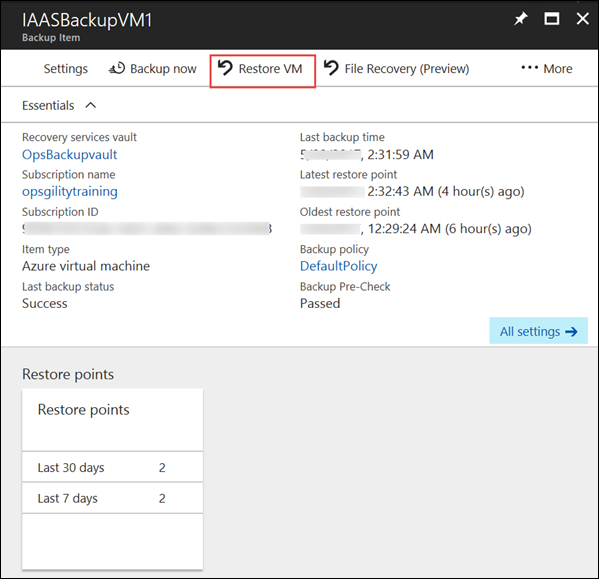 IAASBackupVM1
Backup Item
Settings Backup now Restore VM File Recovery (Preview) ••• More
Essentials
Recovery services vault
OpsBackupvault
Subscription name
opsgilitytraining
Subscription ID
Item type
Azure virtual machine
Last backup status
Success
Last backup time
2:31:59 AM
Latest restore point
2:32:43 AM (4 hour(s) ago)
Oldest restore point
, 12:29:24 AM (6 hour(s) ago)
Backup policy
DefaultPolicy
Backup Pre-Check
Passed
All settings →
Restore points
Restore points
Last 30 days 2
Last 7 days 2